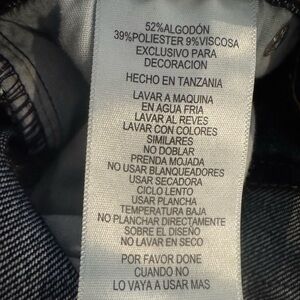 52%ALGODÓN
39%POLIESTER 9%VISCOSA
EXCLUSIVO PARA
DECORACION
HECHO EN TANZANIA
LAVAR A MAQUINA
EN AGUA FRIA
LAVAR AL REVES
LAVAR CON COLORES
SIMILARES
NO DOBLAR
PRENDA MOJADA
NO USAR BLANQUEADORES
USAR SECADORA
CICLO LENTO
USAR PLANCHA
TEMPERATURA BAJA
NO PLANCHAR DIRECTAMENTE
SOBRE EL DISEÑO
NO LAVAR EN SECO
POR FAVOR DONE
CUANDO NO
LO VAYA A USAR MAS